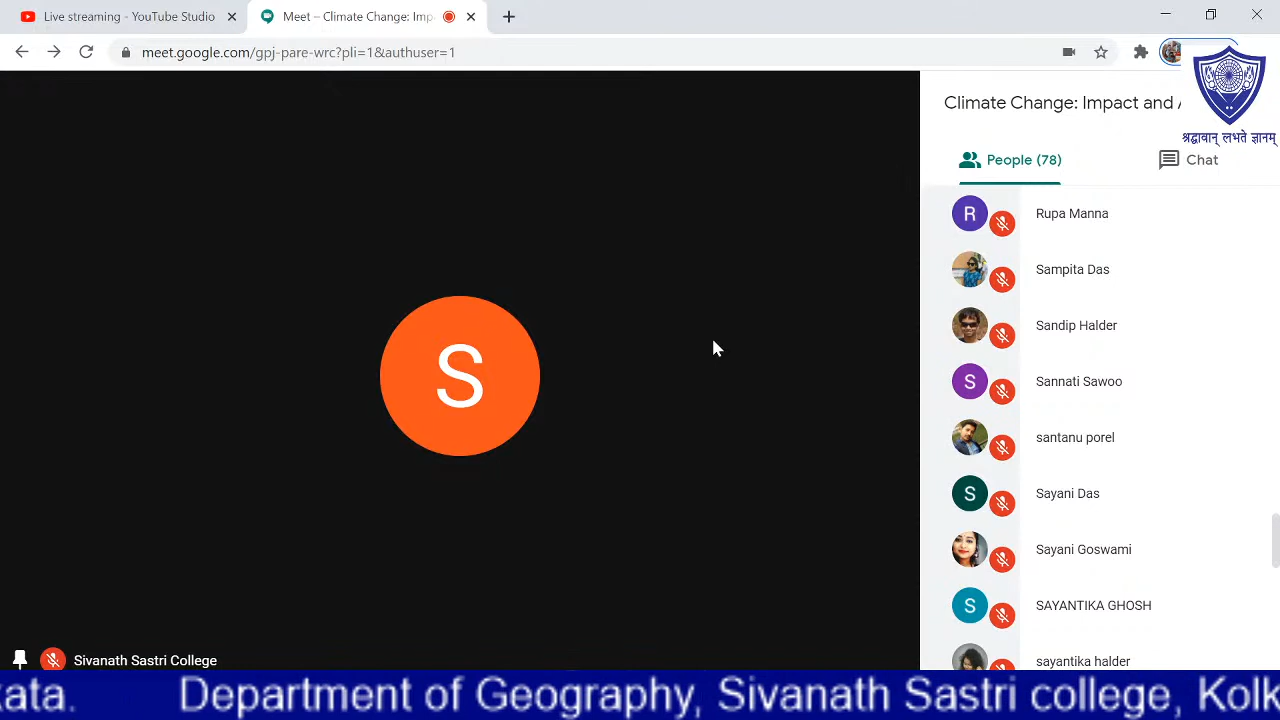 Live streaming - YouTube Studio
Meet – Climate Change: Imp
meet.google.com/gpj-pare-wrc?pli=1&authuser=1
Climate Change: Impact and A
श्रद्धावान् लभते ज्ञानम्
People (78)
Chat
R
Rupa Manna
Sampita Das
Sandip Halder
S
Sannati Sawoo
santanu porel
S
Sayani Das
Sayani Goswami
S
SAYANTIKA GHOSH
sayantika halder
S
Sivanath Sastri College
kata. Department of Geography, Sivanath Sastri college, Kolk